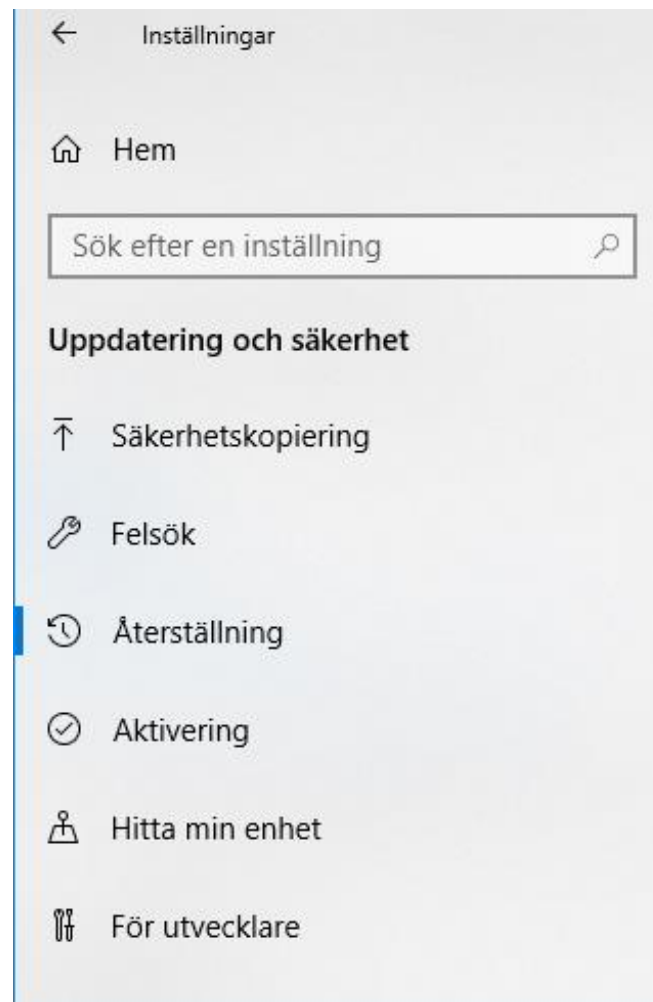 Inställningar
Hem
Sök efter en inställning
Uppdatering och säkerhet
Säkerhetskopiering
Felsök
Återställning
Aktivering
Hitta min enhet
För utvecklare